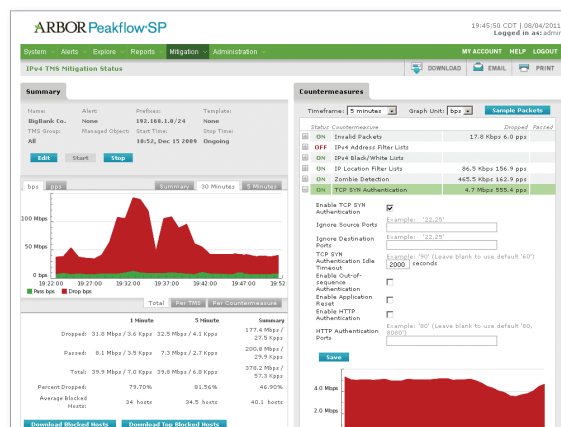 ARBOR Peakflow SP
19:45:50 CDT | 08/04/2011
Logged in as: admin
System Alerts Explore Reports Mitigation Administration
MY ACCOUNT HELP LOGOUT
IPv4 TMS Mitigation Status
DOWNLOAD EMAIL PRINT
Summary
Name: Alert: Prefixes: Template:
BigBank Co. None 192.168.1.0/24 None
TMS Group: Managed Object: Start Time: Stop Time:
All 18:52, Dec 15 2009 Ongoing
Edit Start Stop
bps pps Summary 30 Minutes 5 Minutes
100 Mbps
50 Mbps
0 bps
19:22:00 19:27:00 19:32:00 19:37:00 19:42:00 19:47:00 19:52:
Pass bps Drop bps
Total Per TMS Per Countermeasure
1 Minute 5 Minute Summary
Dropped: 31.8 Mbps / 3.6 Kpps 32.5 Mbps / 4.1 Kpps 177.4 Mbps / 27.5 Kpps
Passed: 8.1 Mbps / 3.5 Kpps 7.3 Mbps / 2.7 Kpps 200.8 Mbps / 29.9 Kpps
Total: 39.9 Mbps / 7.0 Kpps 39.8 Mbps / 6.8 Kpps 378.2 Mbps / 57.3 Kpps
Percent Dropped: 79.70% 81.56% 46.90%
Average Blocked Hosts: 34 hosts 34.5 hosts 40.1 hosts
Download Blocked Hosts Download Top Blocked Hosts
Countermeasures
Timeframe: 5 minutes Graph Unit: bps Sample Packets
Status Countermeasure Dropped Passed
ON Invalid Packets 17.8 Kbps 6.0 pps
OFF IPv4 Address Filter Lists
ON IPv4 Black/White Lists
ON IP Location Filter Lists 86.5 Kbps 156.9 pps
ON Zombie Detection 465.5 Kbps 162.9 pps
ON TCP SYN Authentication 4.7 Mbps 555.4 pps
Enable TCP SYN Authentication
Example: '22,25'
Ignore Source Ports
Example: '22,25'
Ignore Destination Ports
TCP SYN Authentication Idle Timeout
Example: '90' (Leave blank to use default '60')
2000 seconds
Enable Out-of-sequence Authentication
Enable Application Reset
Enable HTTP Authentication
HTTP Authentication Ports
Example: '80' (Leave blank to use default '80, 8080')
Save
4.0 Mbps
2.0 Mbps